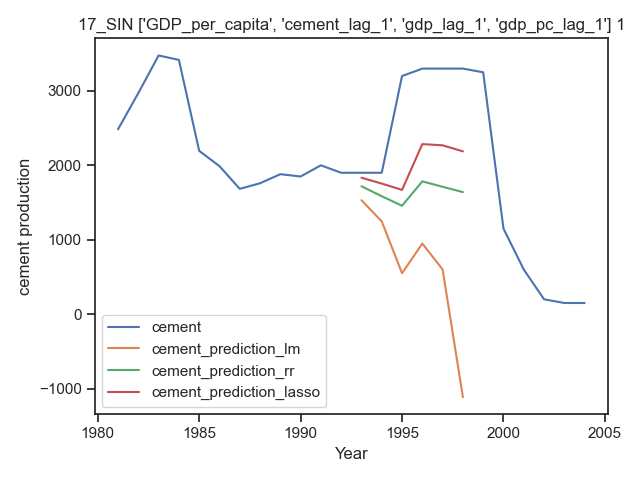 17_SIN ['GDP_per_capita', 'cement_lag_1', 'gdp_lag_1', 'gdp_pc_lag_1'] 1
3000
2000
1000
0
−1000
cement production
cement
cement_prediction_lm
cement_prediction_rr
cement_prediction_lasso
1980
1985
1990
1995
2000
2005
Year